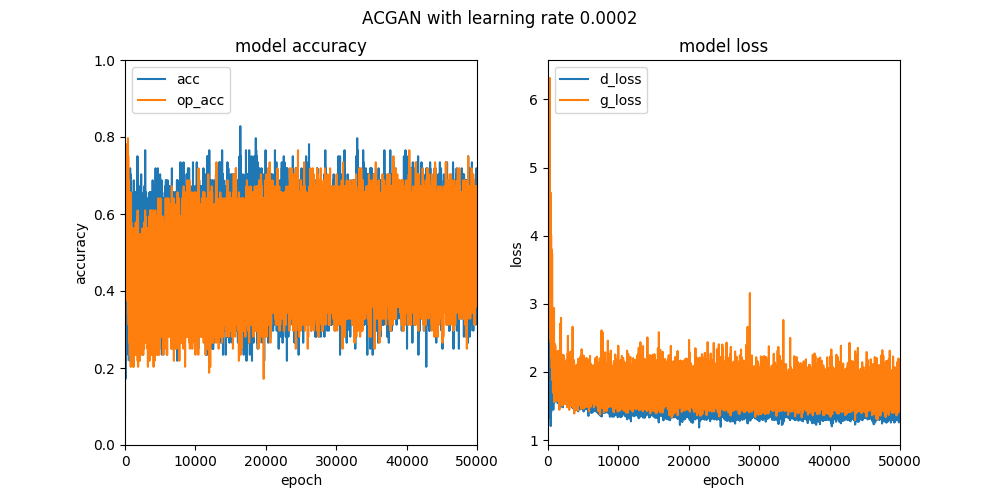 ACGAN with learning rate 0.0002
model accuracy
acc
op_acc
accuracy
1.0
0.8
0.6
0.4
0.2
0.0
0 10000 20000 30000 40000 50000
epoch
model loss
d_loss
g_loss
loss
6
5
4
3
2
1
0 10000 20000 30000 40000 50000
epoch